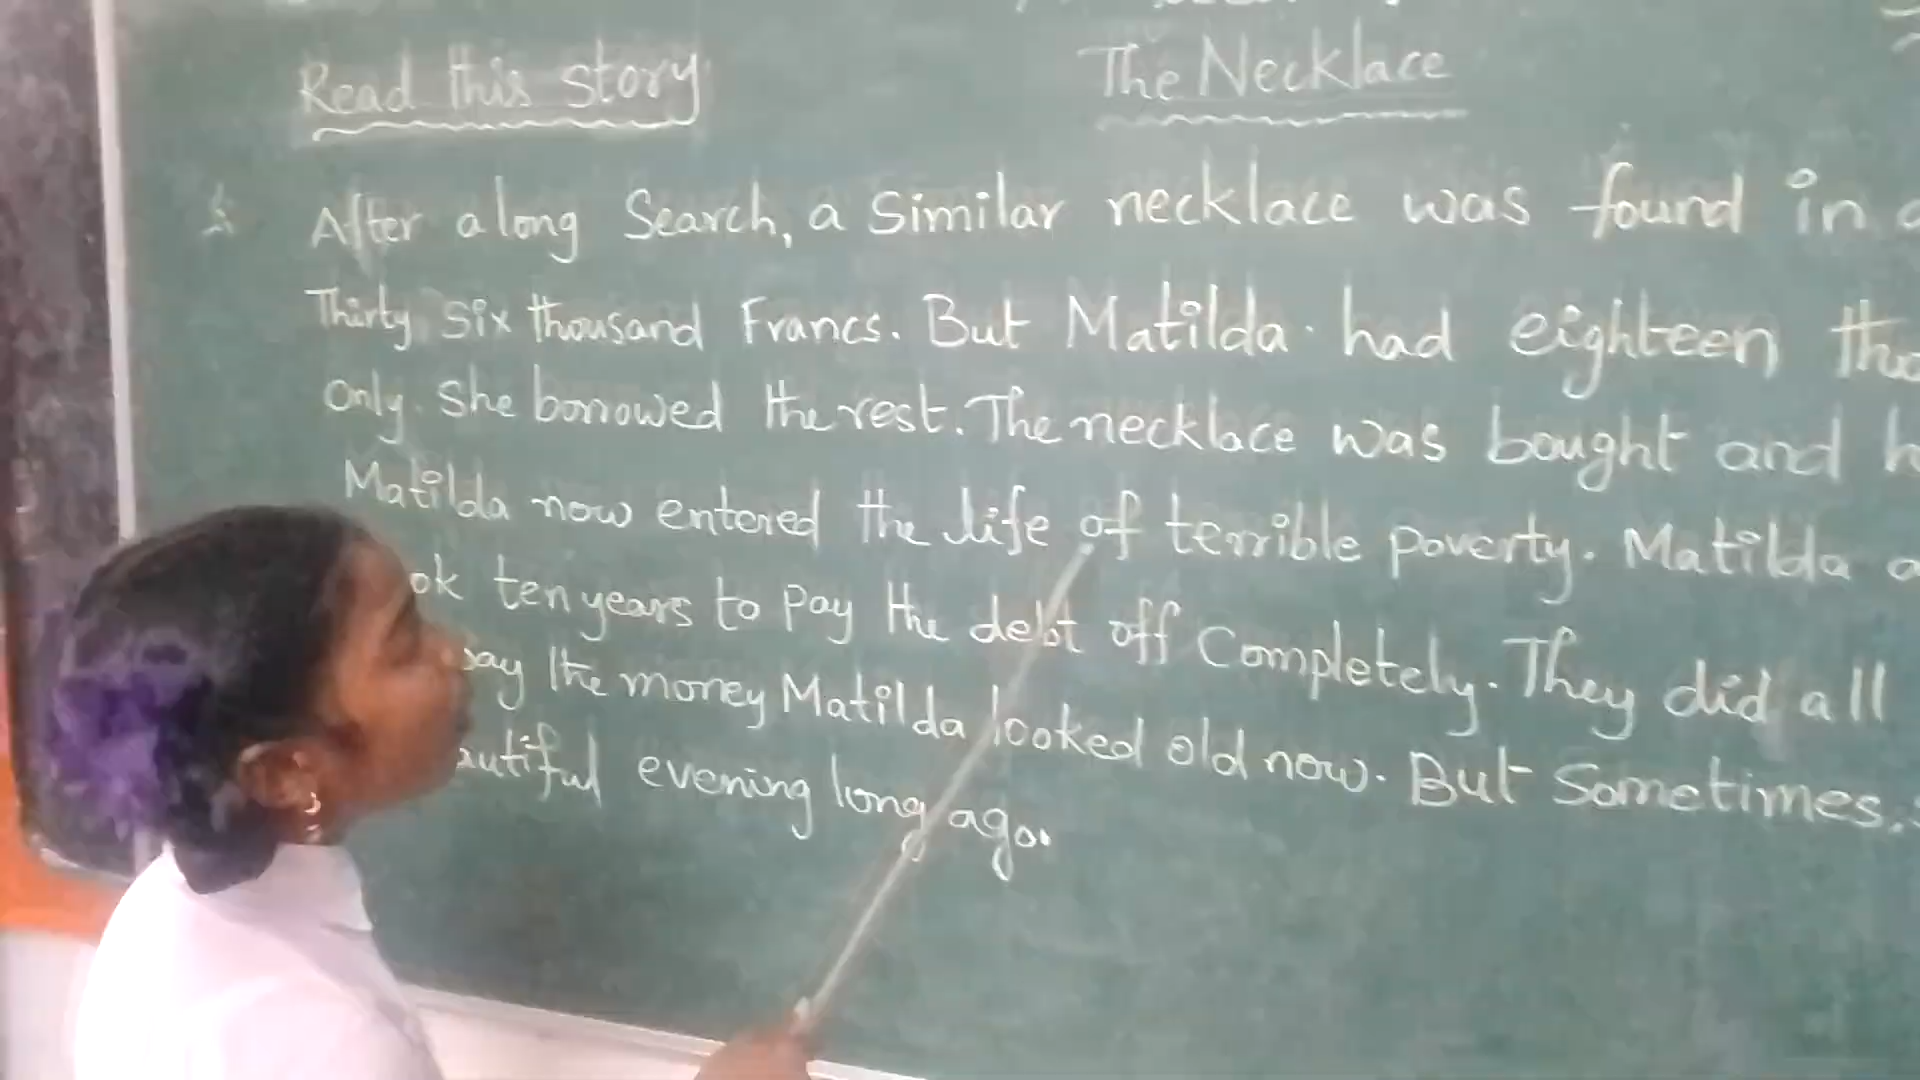 Read this story
The Necklace
After along Search, a Similar necklace was found in
Thirty Six thousand Francs. But Matilda had eighteen
only. She borrowed the rest. The necklace was bought and
Matilda now entered the life of terrible poverty. Matilda
ten years to pay the debt off Completely. They did all
the money Matilda looked old now. But Sometimes,
evening long ago.